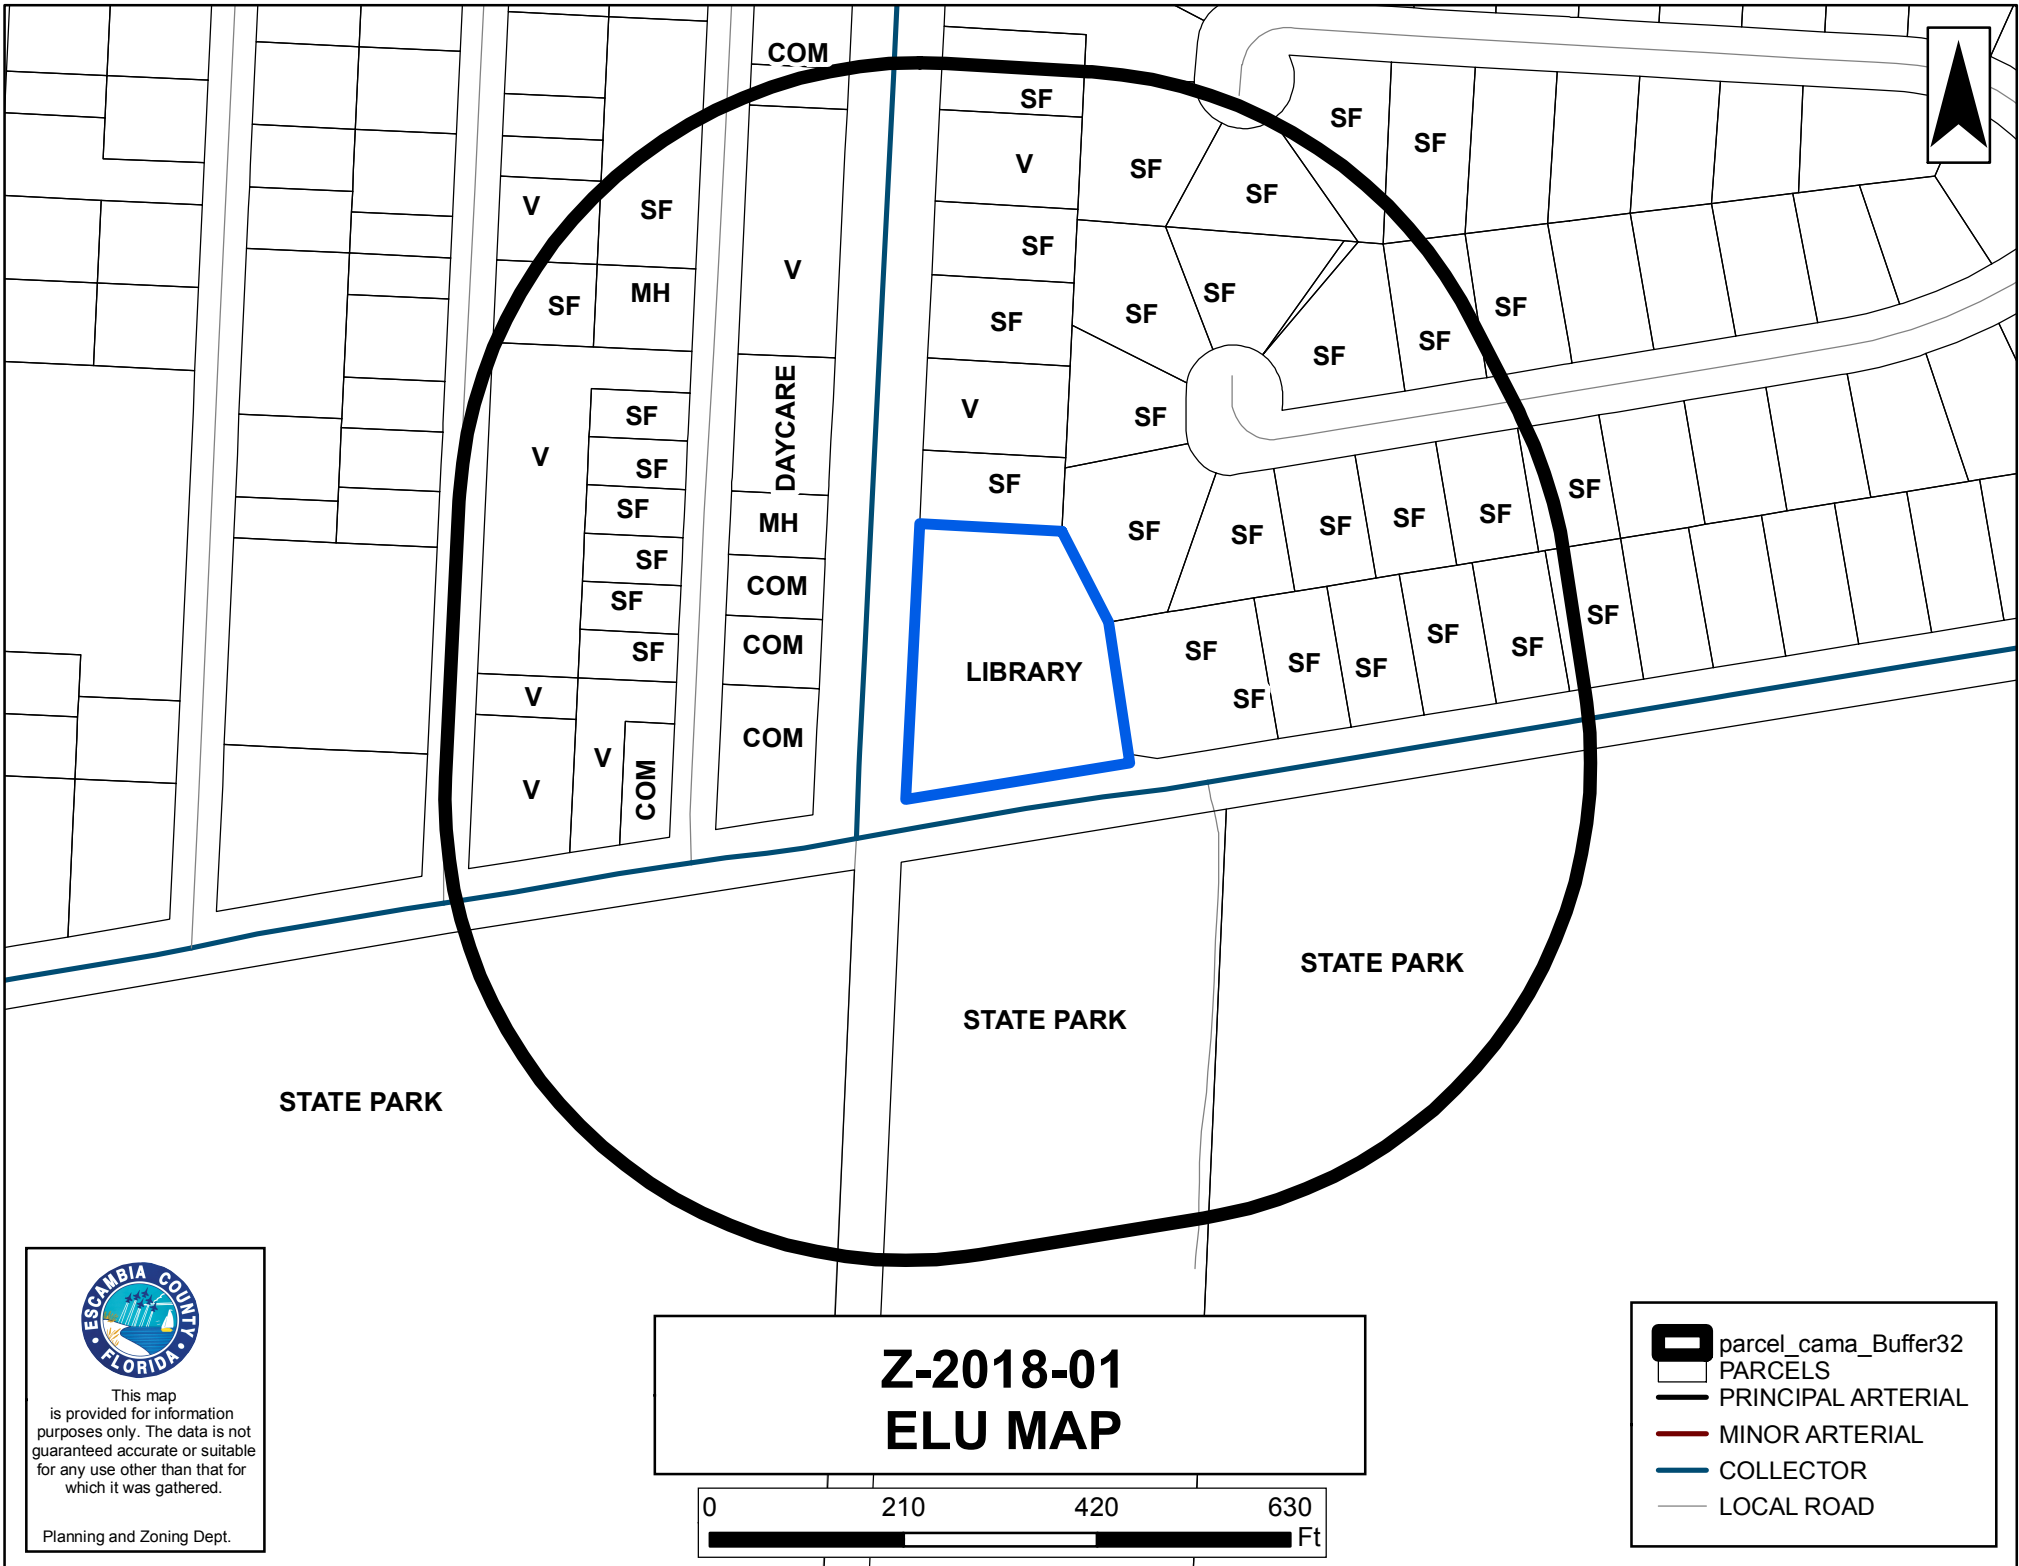 COM
SF
SF
SF
V
SF
SF
V
SF
SF
SF
V
MH
SF
SF
SF
SF
SF
SF
SF
SF
DAYCARE
V
SF
SF
V
SF
SF
SF
SF
MH
SF
SF
SF
SF
SF
SF
COM
SF
SF
COM
SF
LIBRARY
SF
SF
SF
SF
SF
SF
V
COM
V
COM
V
STATE PARK
STATE PARK
STATE PARK
ESCAMBIA COUNTY
FLORIDA
This map
is provided for information
purposes only. The data is not
guaranteed accurate or suitable
for any use other than that for
which it was gathered.
Planning and Zoning Dept.
Z-2018-01
ELU MAP
0 210 420 630
Ft
parcel_cama_Buffer32
PARCELS
PRINCIPAL ARTERIAL
MINOR ARTERIAL
COLLECTOR
LOCAL ROAD